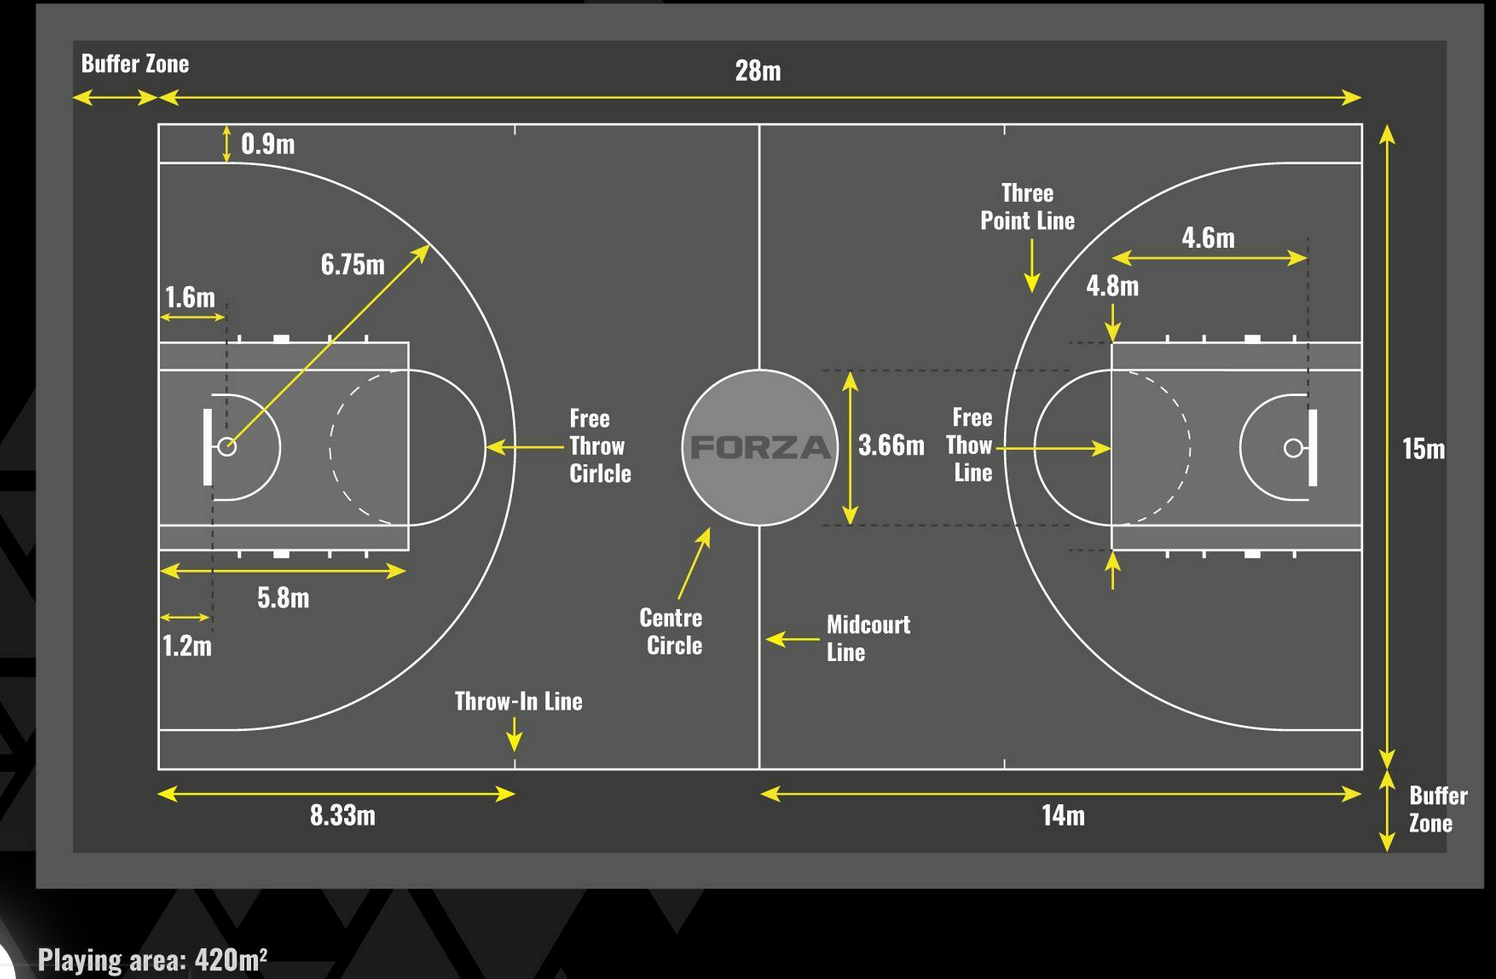 Buffer Zone
28m
0.9m
Three
Point Line
4.6m
6.75m
4.8m
1.6m
Free
Throw
Cirlcle
FORZA
3.66m
Free
Thow
Line
15m
5.8m
1.2m
Centre
Circle
Midcourt
Line
Throw-In Line
8.33m
14m
Buffer
Zone
Playing area: 420m²